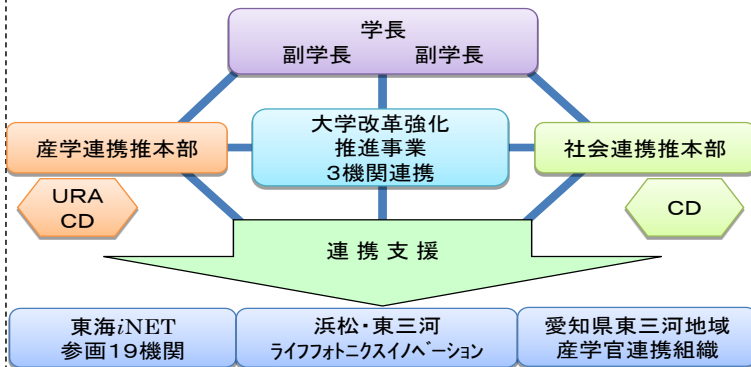 学長
副学長 副学長
産学連携推本部
大学改革強化
推進事業
3機関連携
社会連携推本部
URA
CD
CD
連携支援
東海iNET
参画19機関
浜松・東三河
ライフフォトニクスイノベーション
愛知県東三河地域
産学官連携組織